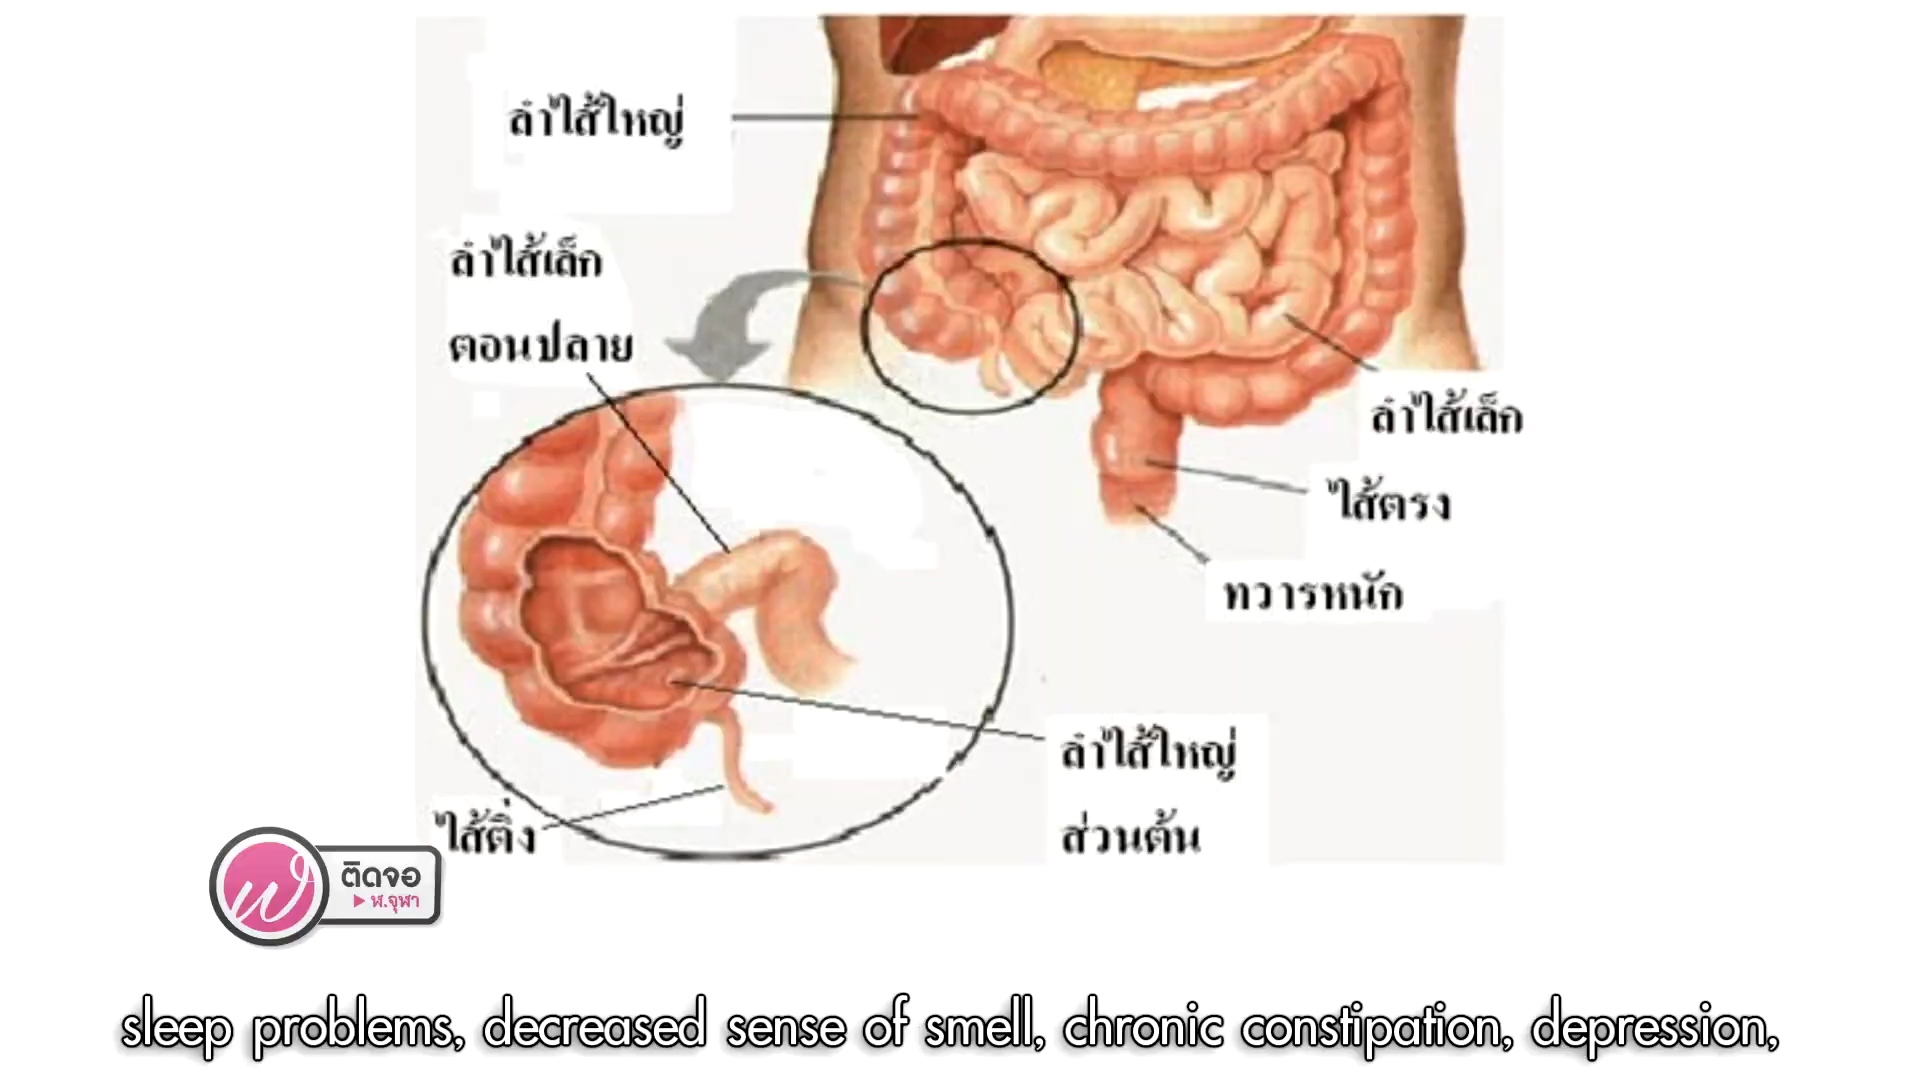 ลำไส้ใหญ่
ลำไส้เล็ก
ตอนปลาย
ลำไส้เล็ก
ไส้ตรง
ทวารหนัก
ลำไส้ใหญ่
ส่วนต้น
ไส้ติ่ง
ติดจอ
ฬ.จุฬา
sleep problems, decreased sense of smell, chronic constipation, depression,